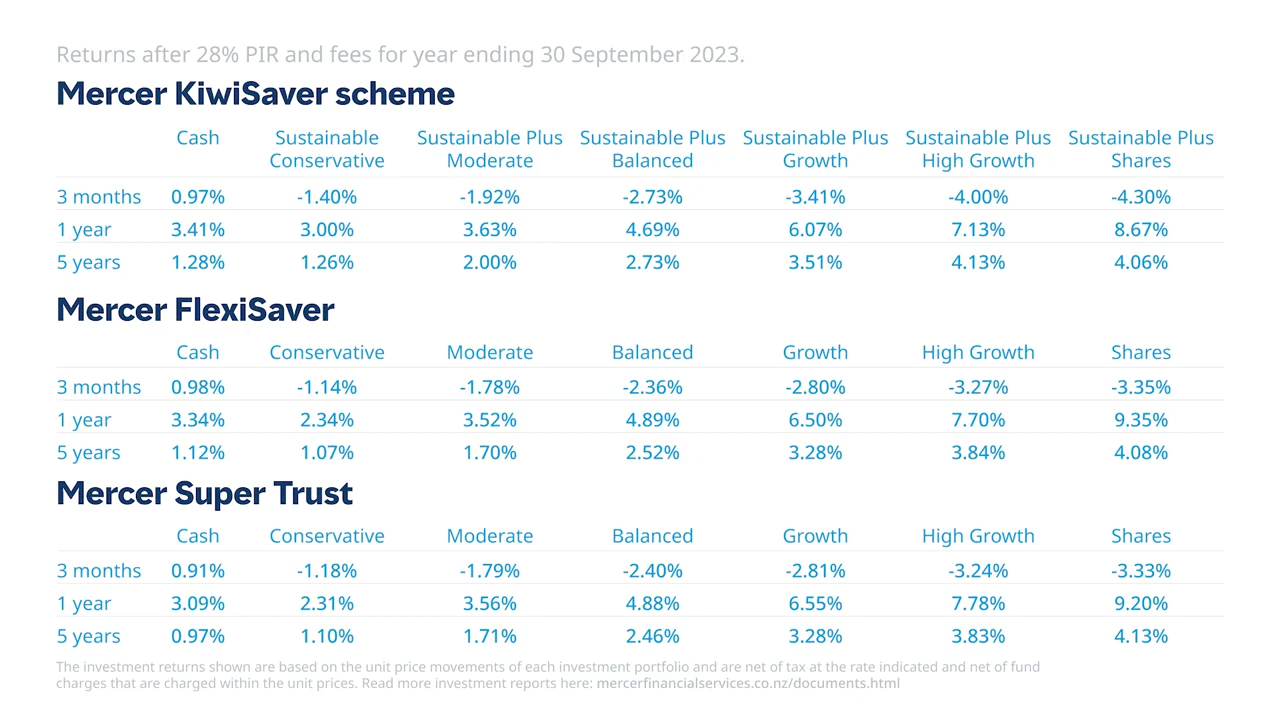 Returns after 28% PIR and fees for year ending 30 September 2023.
Mercer KiwiSaver scheme
Cash Sustainable Conservative Sustainable Plus Moderate Sustainable Plus Balanced Sustainable Plus Growth Sustainable Plus High Growth Sustainable Plus Shares
3 months 0.97% -1.40% -1.92% -2.73% -3.41% -4.00% -4.30%
1 year 3.41% 3.00% 3.63% 4.69% 6.07% 7.13% 8.67%
5 years 1.28% 1.26% 2.00% 2.73% 3.51% 4.13% 4.06%
Mercer FlexiSaver
Cash Conservative Moderate Balanced Growth High Growth Shares
3 months 0.98% -1.14% -1.78% -2.36% -2.80% -3.27% -3.35%
1 year 3.34% 2.34% 3.52% 4.89% 6.50% 7.70% 9.35%
5 years 1.12% 1.07% 1.70% 2.52% 3.28% 3.84% 4.08%
Mercer Super Trust
Cash Conservative Moderate Balanced Growth High Growth Shares
3 months 0.91% -1.18% -1.79% -2.40% -2.81% -3.24% -3.33%
1 year 3.09% 2.31% 3.56% 4.88% 6.55% 7.78% 9.20%
5 years 0.97% 1.10% 1.71% 2.46% 3.28% 3.83% 4.13%
The investment returns shown are based on the unit price movements of each investment portfolio and are net of tax at the rate indicated and net of fund
charges that are charged within the unit prices. Read more investment reports here: mercerfinancialservices.co.nz/documents.html